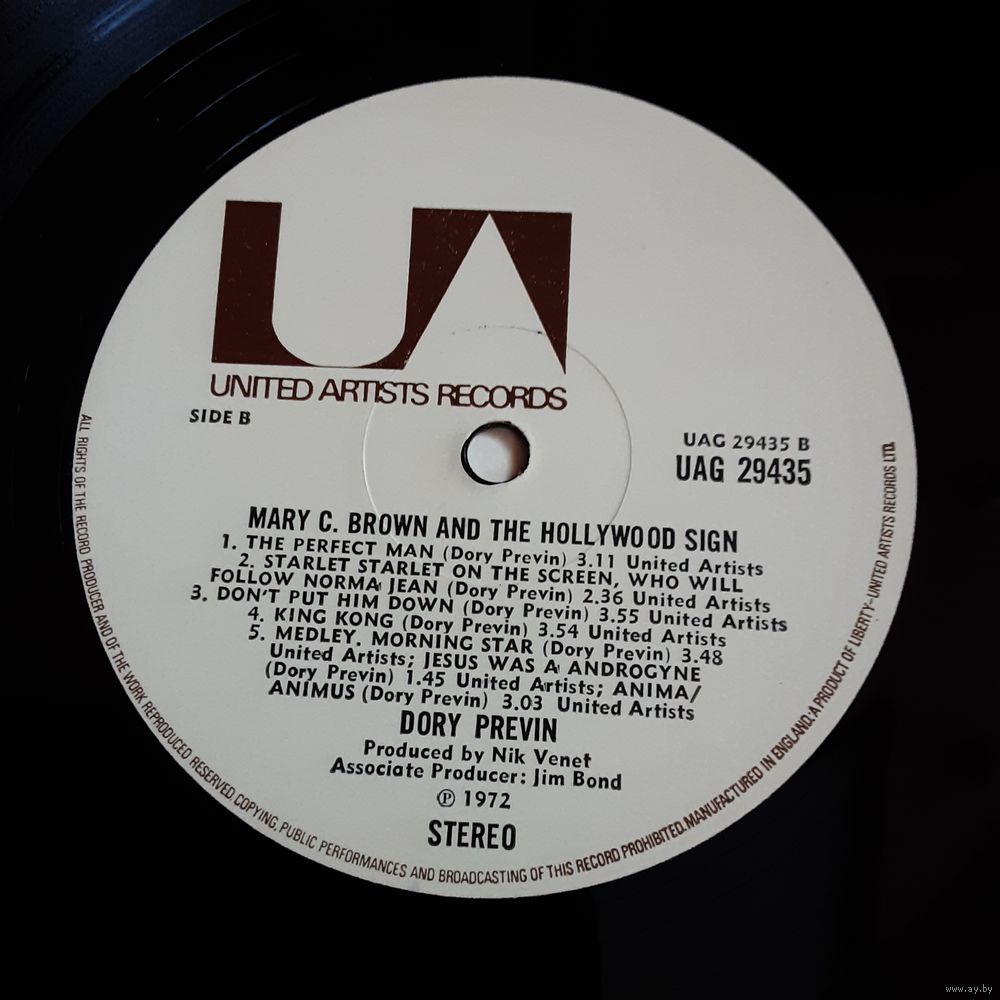 UA
UNITED ARTISTS RECORDS
SIDE B
UAG 29435 B
UAG 29435
MARY C. BROWN AND THE HOLLYWOOD SIGN
1. THE PERFECT MAN (Dory Previn) 3.11 United Artists
2. STARLET STARLET ON THE SCREEN, WHO WILL
FOLLOW NORMA JEAN (Dory Previn) 2.36 United Artists
3. DON'T PUT HIM DOWN (Dory Previn) 3.55 United Artists
4. KING KONG (Dory Previn) 3.54 United Artists
5. MEDLEY. MORNING STAR (Dory Previn) 3.48
United Artists; JESUS WAS A ANDROGYNE
(Dory Previn) 1.45 United Artists; ANIMA/
ANIMUS (Dory Previn) 3.03 United Artists
DORY PREVIN
Produced by Nik Venet
Associate Producer: Jim Bond
℗ 1972
STEREO
ALL RIGHTS OF THE RECORD PRODUCER AND OF THE WORK REPRODUCED RESERVED. COPYING, PUBLIC PERFORMANCES AND BROADCASTING OF THIS RECORD PROHIBITED. MANUFACTURED IN ENGLAND: A PRODUCT OF LIBERTY-UNITED ARTISTS RECORDS LTD.
www.ay.by